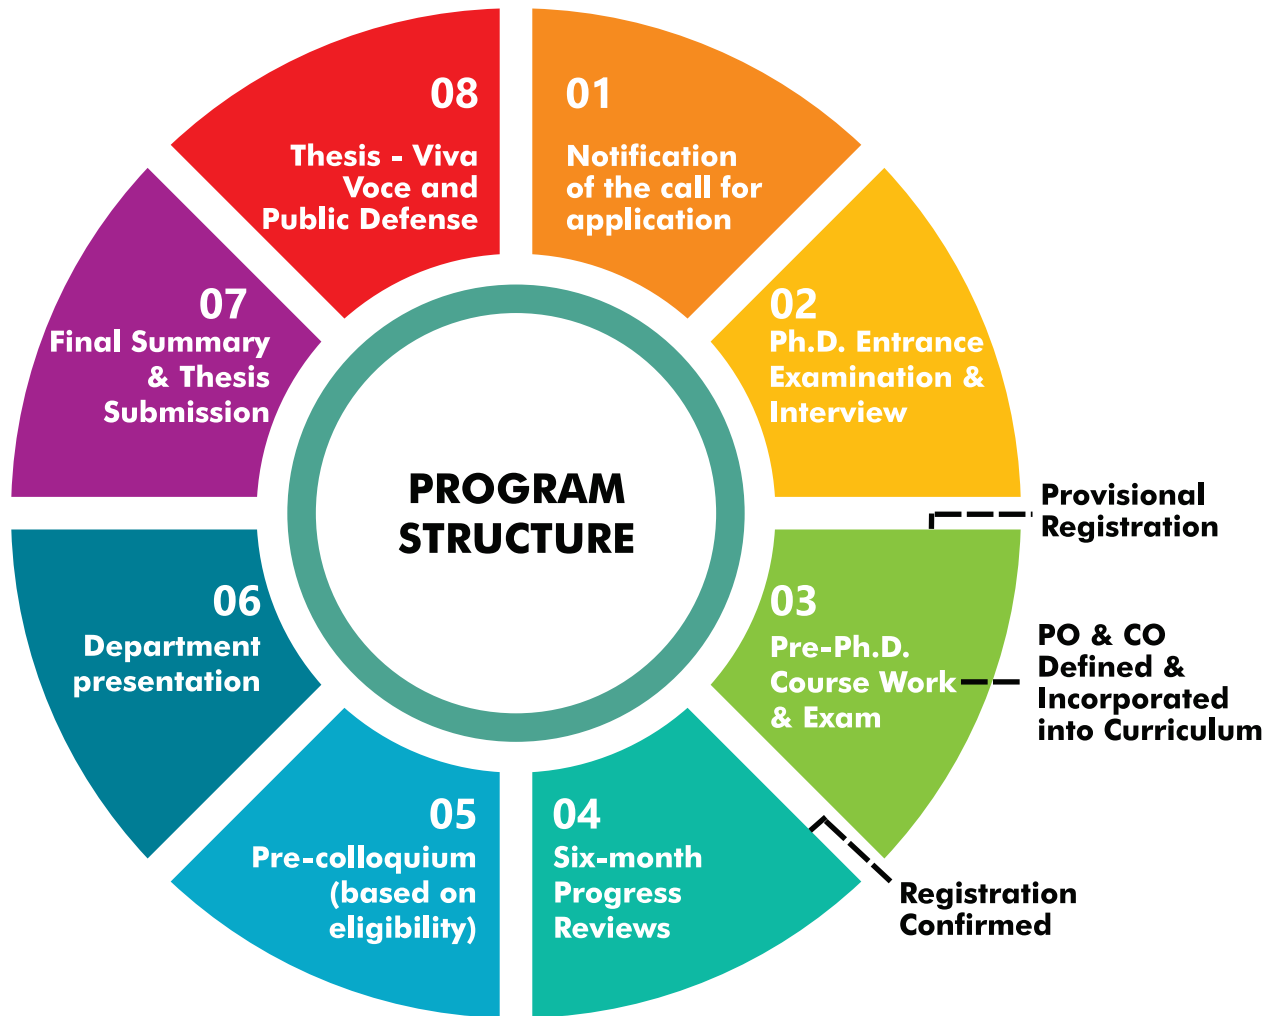 PROGRAM
STRUCTURE
01
Notification
of the call for
application
02
Ph.D. Entrance
Examination &
Interview
Provisional
Registration
03
Pre-Ph.D.
Course Work
& Exam
PO & CO
Defined &
Incorporated
into Curriculum
Registration
Confirmed
04
Six-month
Progress
Reviews
05
Pre-colloquium
(based on
eligibility)
06
Department
presentation
07
Final Summary
& Thesis
Submission
08
Thesis - Viva
Voce and
Public Defense